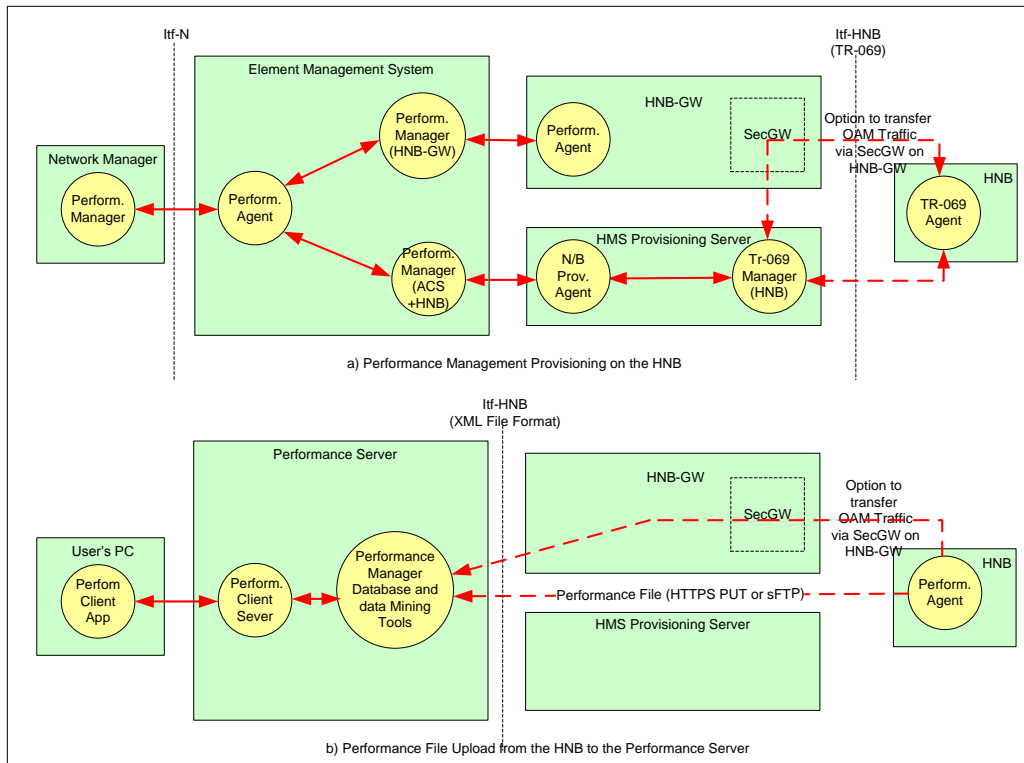 Itf-N
Itf-HNB
(TR-069)
Element Management System
HNB-GW
Perform.
Manager
(HNB-GW)
Perform.
Agent
SecGW
Option to transfer
OAM Traffic
via SecGW on
HNB-GW
Network Manager
Perform.
Manager
Perform.
Agent
HNB
TR-069
Agent
HMS Provisioning Server
Perform.
Manager
(ACS
+HNB)
N/B
Prov.
Agent
Tr-069
Manager
(HNB)
a) Performance Management Provisioning on the HNB
Itf-HNB
(XML File Format)
Performance Server
HNB-GW
SecGW
Option to
transfer
OAM Traffic
via SecGW on
HNB-GW
User's PC
Perform
Client
App
Perform.
Client
Sever
Performance
Manager
Database and
data Mining
Tools
HNB
Perform.
Agent
Performance File (HTTPS PUT or sFTP)
HMS Provisioning Server
b) Performance File Upload from the HNB to the Performance Server